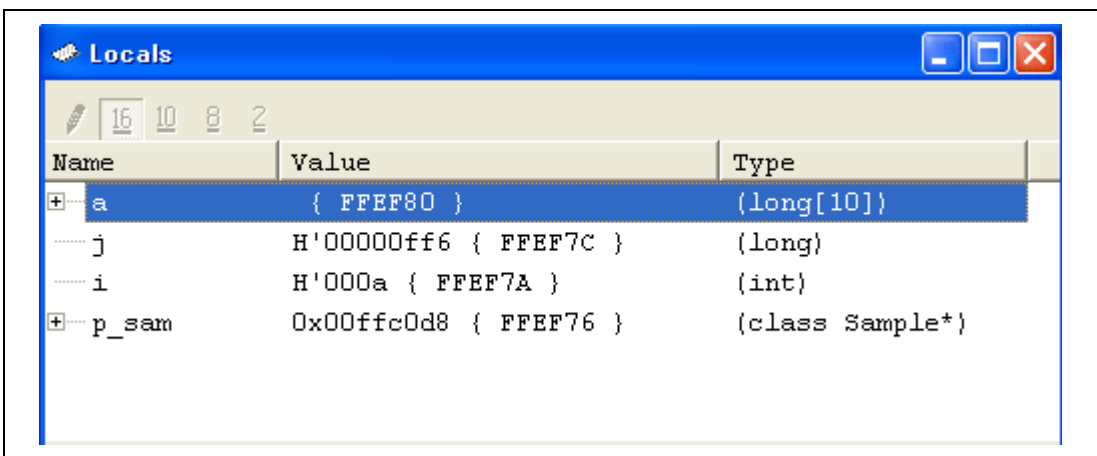 Locals
16 10 8 2
Name Value Type
a { FFEF80 } (long[10])
j H'00000ff6 { FFEF7C } (long)
i H'000a { FFEF7A } (int)
p_sam 0x00ffc0d8 { FFEF76 } (class Sample*)